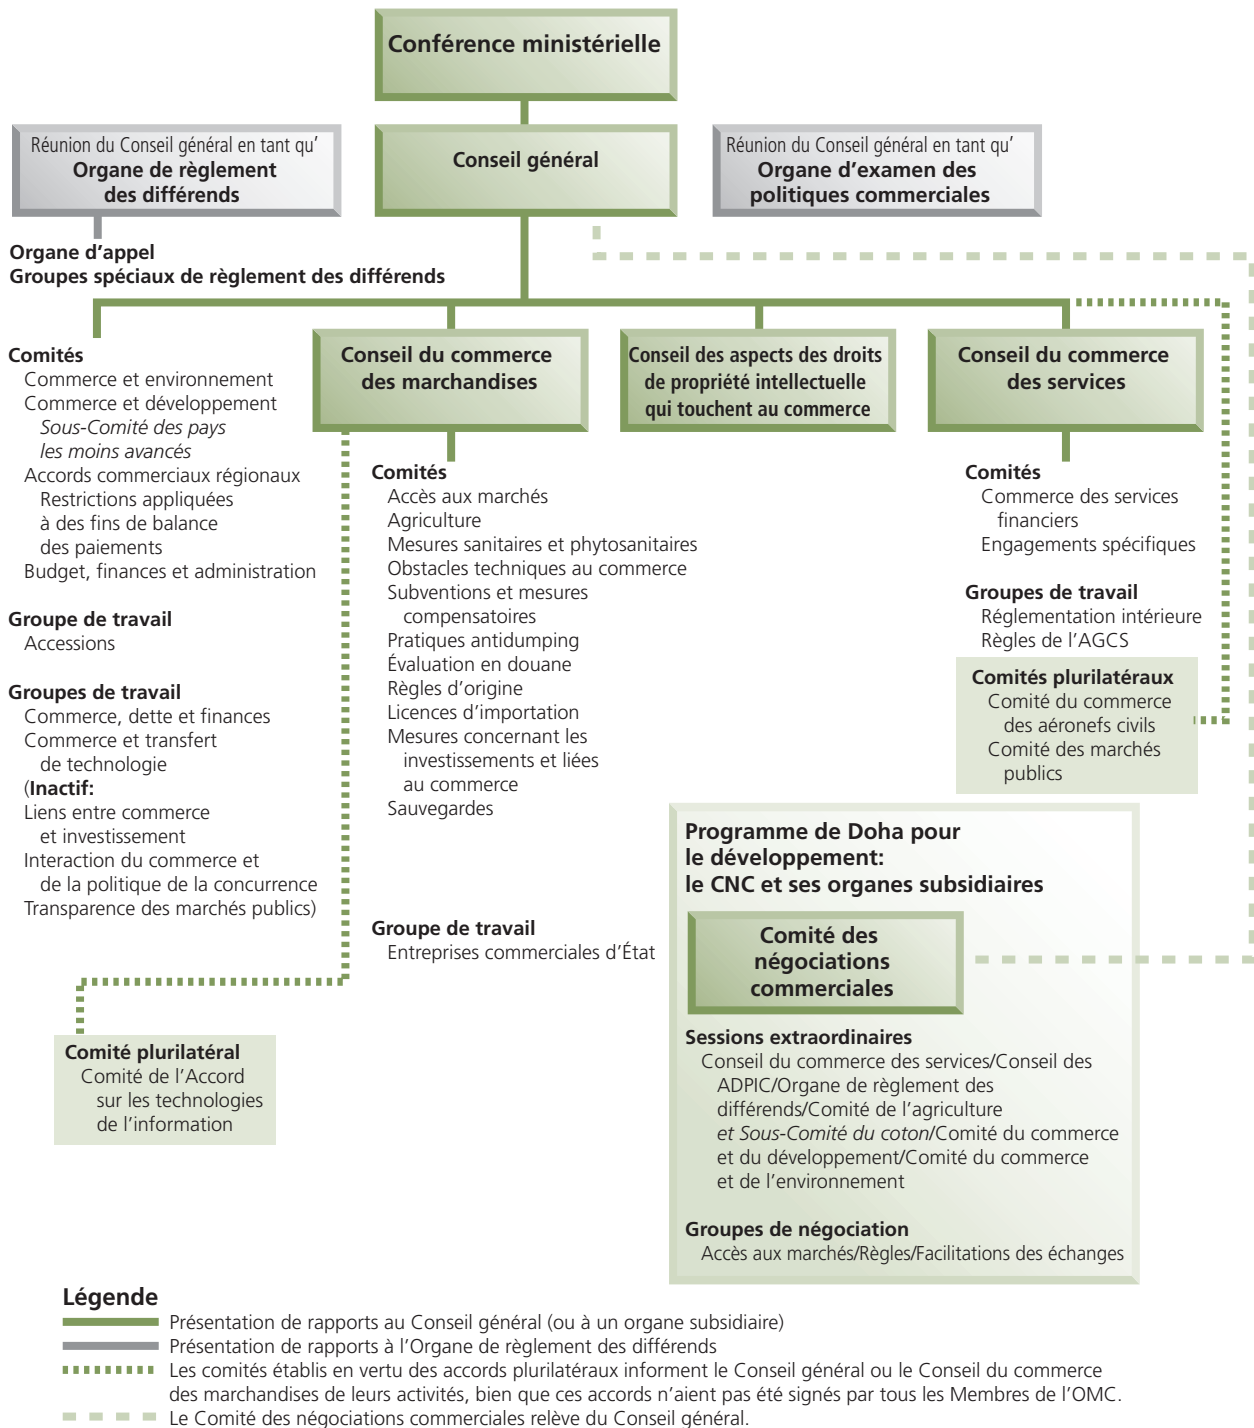 Conférence ministérielle
Réunion du Conseil général en tant qu’
Organe de règlement
des différends
Conseil général
Réunion du Conseil général en tant qu’
Organe d’examen des
politiques commerciales
Organe d’appel
Groupes spéciaux de règlement des différends
Comités
Commerce et environnement
Commerce et développement
Sous-Comité des pays
les moins avancés
Accords commerciaux régionaux
Restrictions appliquées
à des fins de balance
des paiements
Budget, finances et administration
Groupe de travail
Accessions
Groupes de travail
Commerce, dette et finances
Commerce et transfert
de technologie
(Inactif:
Liens entre commerce
et investissement
Interaction du commerce et
de la politique de la concurrence
Transparence des marchés publics)
Conseil du commerce
des marchandises
Comités
Accès aux marchés
Agriculture
Mesures sanitaires et phytosanitaires
Obstacles techniques au commerce
Subventions et mesures
compensatoires
Pratiques antidumping
Évaluation en douane
Règles d’origine
Licences d’importation
Mesures concernant les
investissements et liées
au commerce
Sauvegardes
Groupe de travail
Entreprises commerciales d’État
Comité plurilatéral
Comité de l’Accord
sur les technologies
de l’information
Conseil des aspects des droits
de propriété intellectuelle
qui touchent au commerce
Conseil du commerce
des services
Comités
Commerce des services
financiers
Engagements spécifiques
Groupes de travail
Réglementation intérieure
Règles de l’AGCS
Comités plurilatéraux
Comité du commerce
des aéronefs civils
Comité des marchés
publics
Programme de Doha pour
le développement:
le CNC et ses organes subsidiaires
Comité des
négociations
commerciales
Sessions extraordinaires
Conseil du commerce des services/Conseil des
ADPIC/Organe de règlement des
différends/Comité de l’agriculture
et Sous-Comité du coton/Comité du commerce
et du développement/Comité du commerce
et de l’environnement
Groupes de négociation
Accès aux marchés/Règles/Facilitations des échanges
Légende
Présentation de rapports au Conseil général (ou à un organe subsidiaire)
Présentation de rapports à l’Organe de règlement des différends
Les comités établis en vertu des accords plurilatéraux informent le Conseil général ou le Conseil du commerce
des marchandises de leurs activités, bien que ces accords n’aient pas été signés par tous les Membres de l’OMC.
Le Comité des négociations commerciales relève du Conseil général.